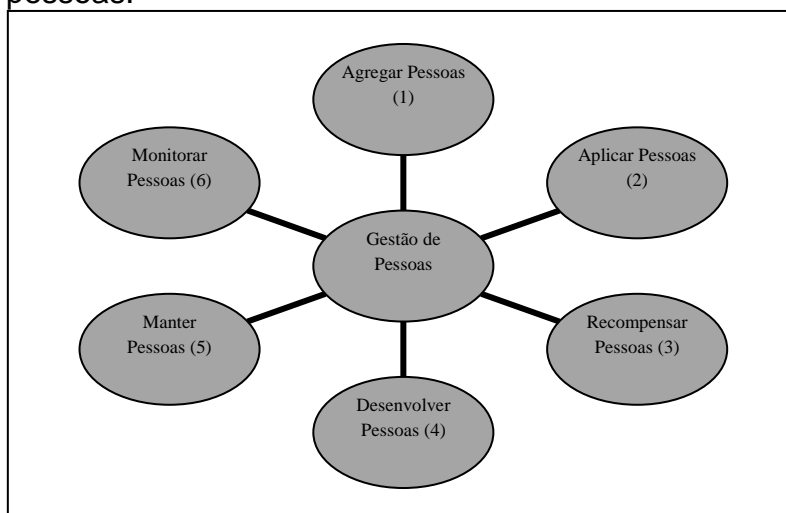 pessoas.
Agregar Pessoas
(1)
Aplicar Pessoas
(2)
Recompensar
Pessoas (3)
Desenvolver
Pessoas (4)
Manter
Pessoas (5)
Monitorar
Pessoas (6)
Gestão de
Pessoas